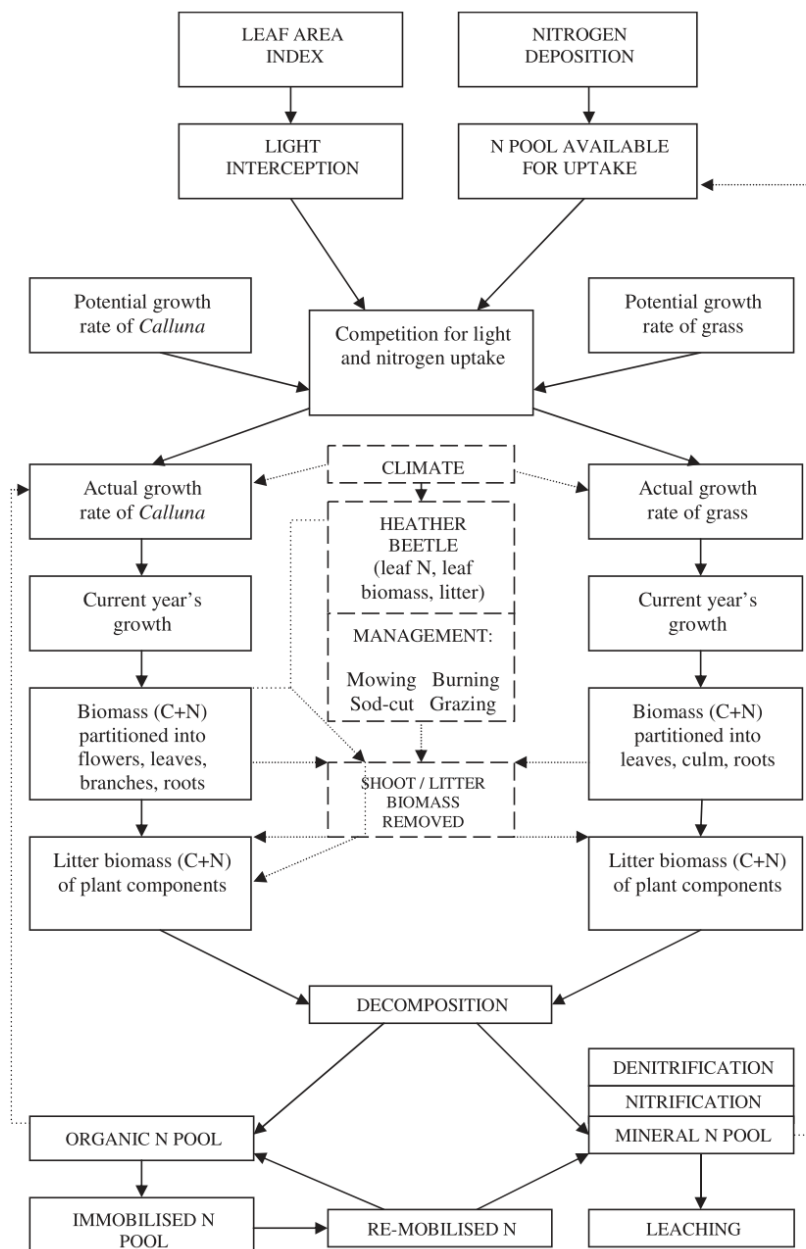 LEAF AREA
INDEX
NITROGEN
DEPOSITION
LIGHT
INTERCEPTION
N POOL AVAILABLE
FOR UPTAKE
Potential growth
rate of Calluna
Competition for light
and nitrogen uptake
Potential growth
rate of grass
Actual growth
rate of Calluna
CLIMATE
Actual growth
rate of grass
HEATHER
BEETLE
(leaf N, leaf
biomass, litter)
Current year's
growth
Current year's
growth
MANAGEMENT:
Mowing Burning
Sod-cut Grazing
Biomass (C+N)
partitioned into
flowers, leaves,
branches, roots
Biomass (C+N)
partitioned into
leaves, culm, roots
SHOOT / LITTER
BIOMASS
REMOVED
Litter biomass (C+N)
of plant components
Litter biomass (C+N)
of plant components
DECOMPOSITION
DENITRIFICATION
NITRIFICATION
ORGANIC N POOL
MINERAL N POOL
IMMOBILISED N
POOL
RE-MOBILISED N
LEACHING